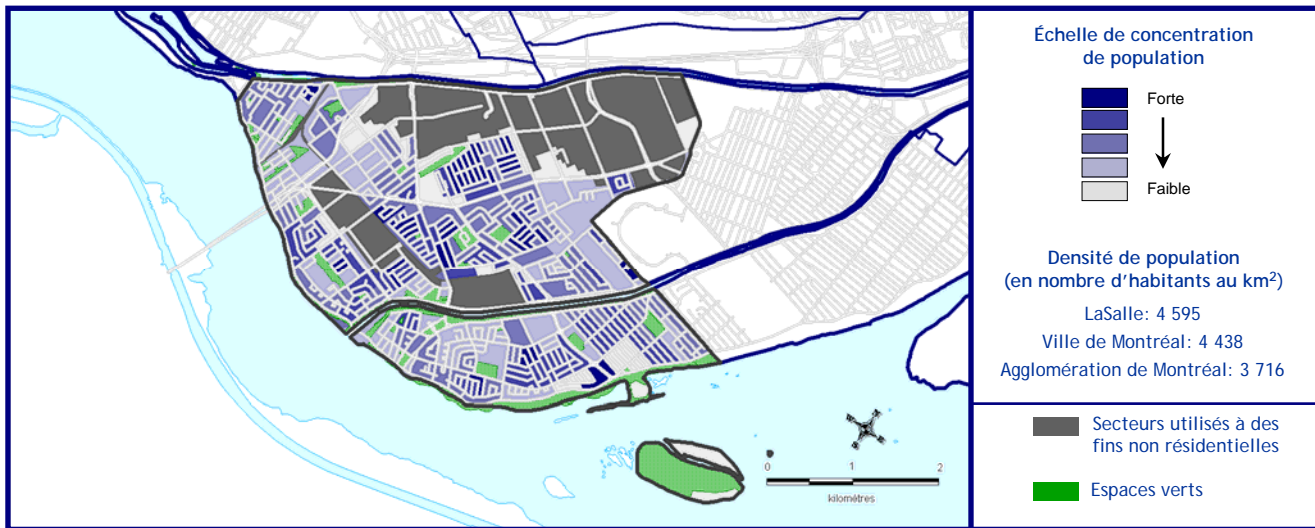 Échelle de concentration
de population
Forte
Faible
Densité de population
(en nombre d'habitants au km²)
LaSalle: 4 595
Ville de Montréal: 4 438
Agglomération de Montréal: 3 716
Secteurs utilisés à des
fins non résidentielles
Espaces verts
0 1 2
kilomètres